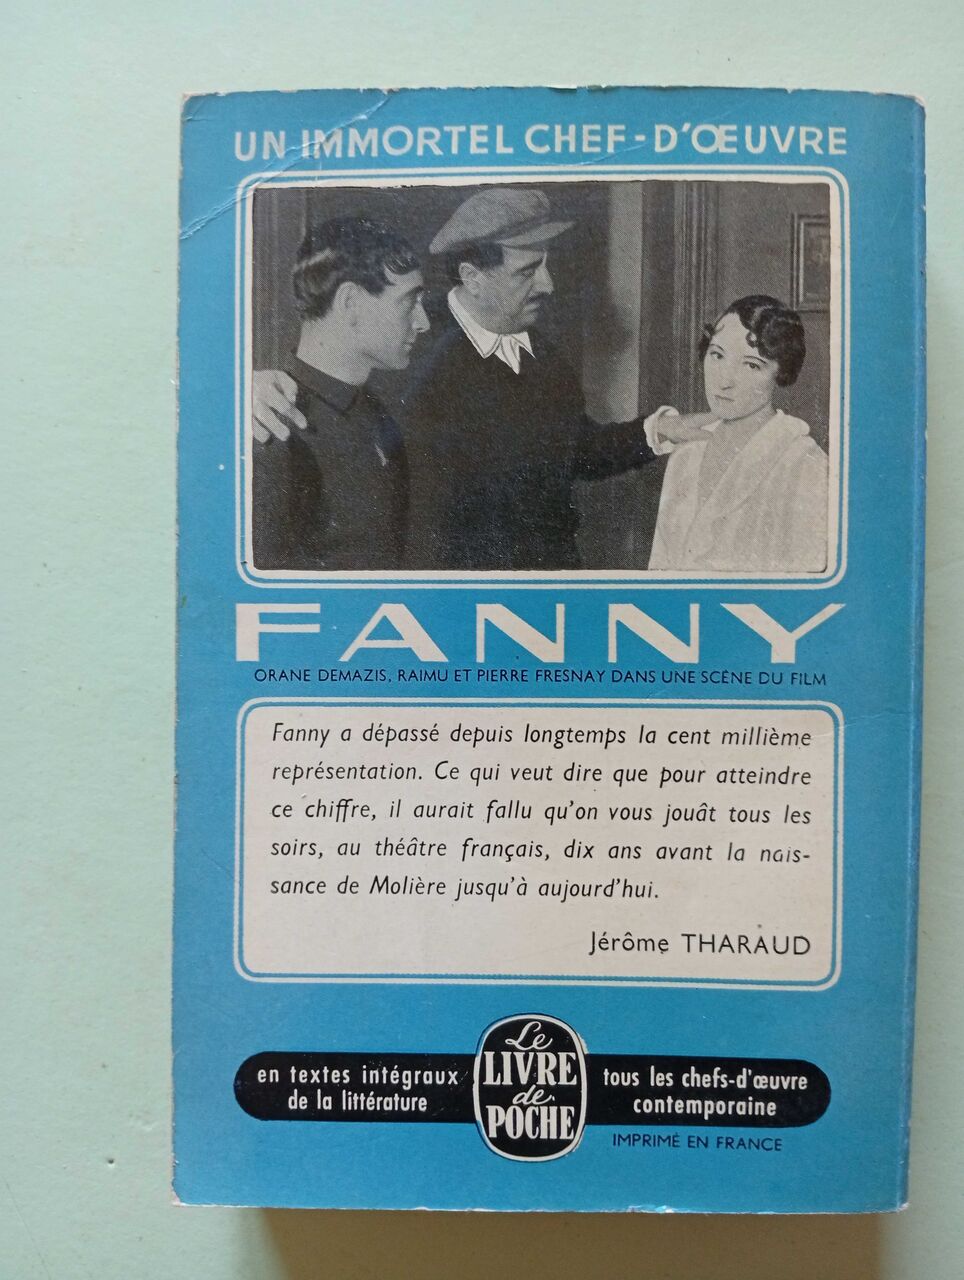 UN IMMORTEL CHEF-D'ŒUVRE
FANNY
ORANE DEMAZIS, RAIMU ET PIERRE FRESNAY DANS UNE SCÈNE DU FILM
Fanny a dépassé depuis longtemps la cent millième
représentation. Ce qui veut dire que pour atteindre
ce chiffre, il aurait fallu qu'on vous jouât tous les
soirs, au théâtre français, dix ans avant la nais-
sance de Molière jusqu'à aujourd'hui.
Jérôme THARAUD
en textes intégraux
de la littérature
Le
LIVRE
de
POCHE
tous les chefs-d'œuvre
contemporaine
IMPRIMÉ EN FRANCE